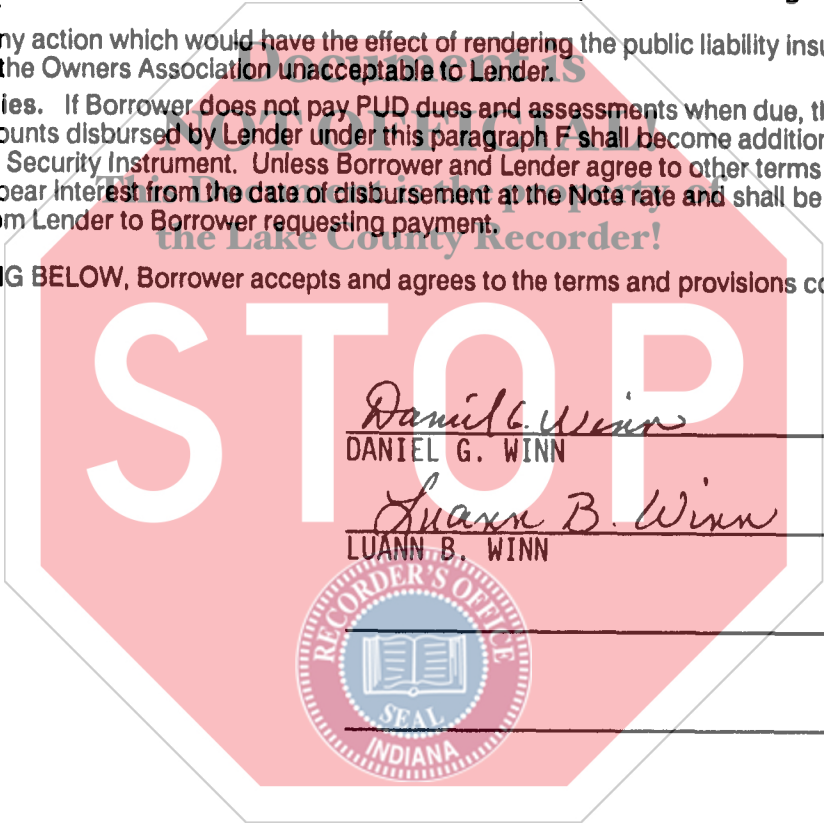 ny action which would have the effect of rendering the public liability insu
the Owners Association unacceptable to Lender.
Document is
ies. If Borrower does not pay PUD dues and assessments when due, th
NOT OFFICIAL!
ounts disbursed by Lender under this paragraph F shall become addition
Security Instrument. Unless Borrower and Lender agree to other terms
This Document is the property of
bear interest from the date of disbursement at the Note rate and shall be
om Lender to Borrower requesting payment.
the Lake County Recorder!
G BELOW, Borrower accepts and agrees to the terms and provisions co
STOP
Daniel G. Winn
DANIEL G. WINN
Luann B. Winn
LUANN B. WINN
RECORDER'S OFFICE
SEAL
INDIANA